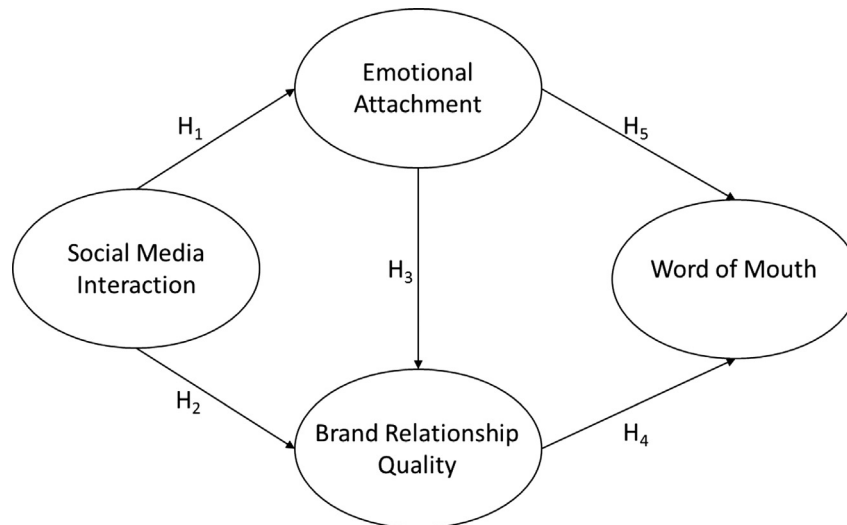 Emotional
Attachment
H₁
H₅
Social Media
Interaction
H₃
Word of Mouth
H₂
Brand Relationship
Quality
H₄